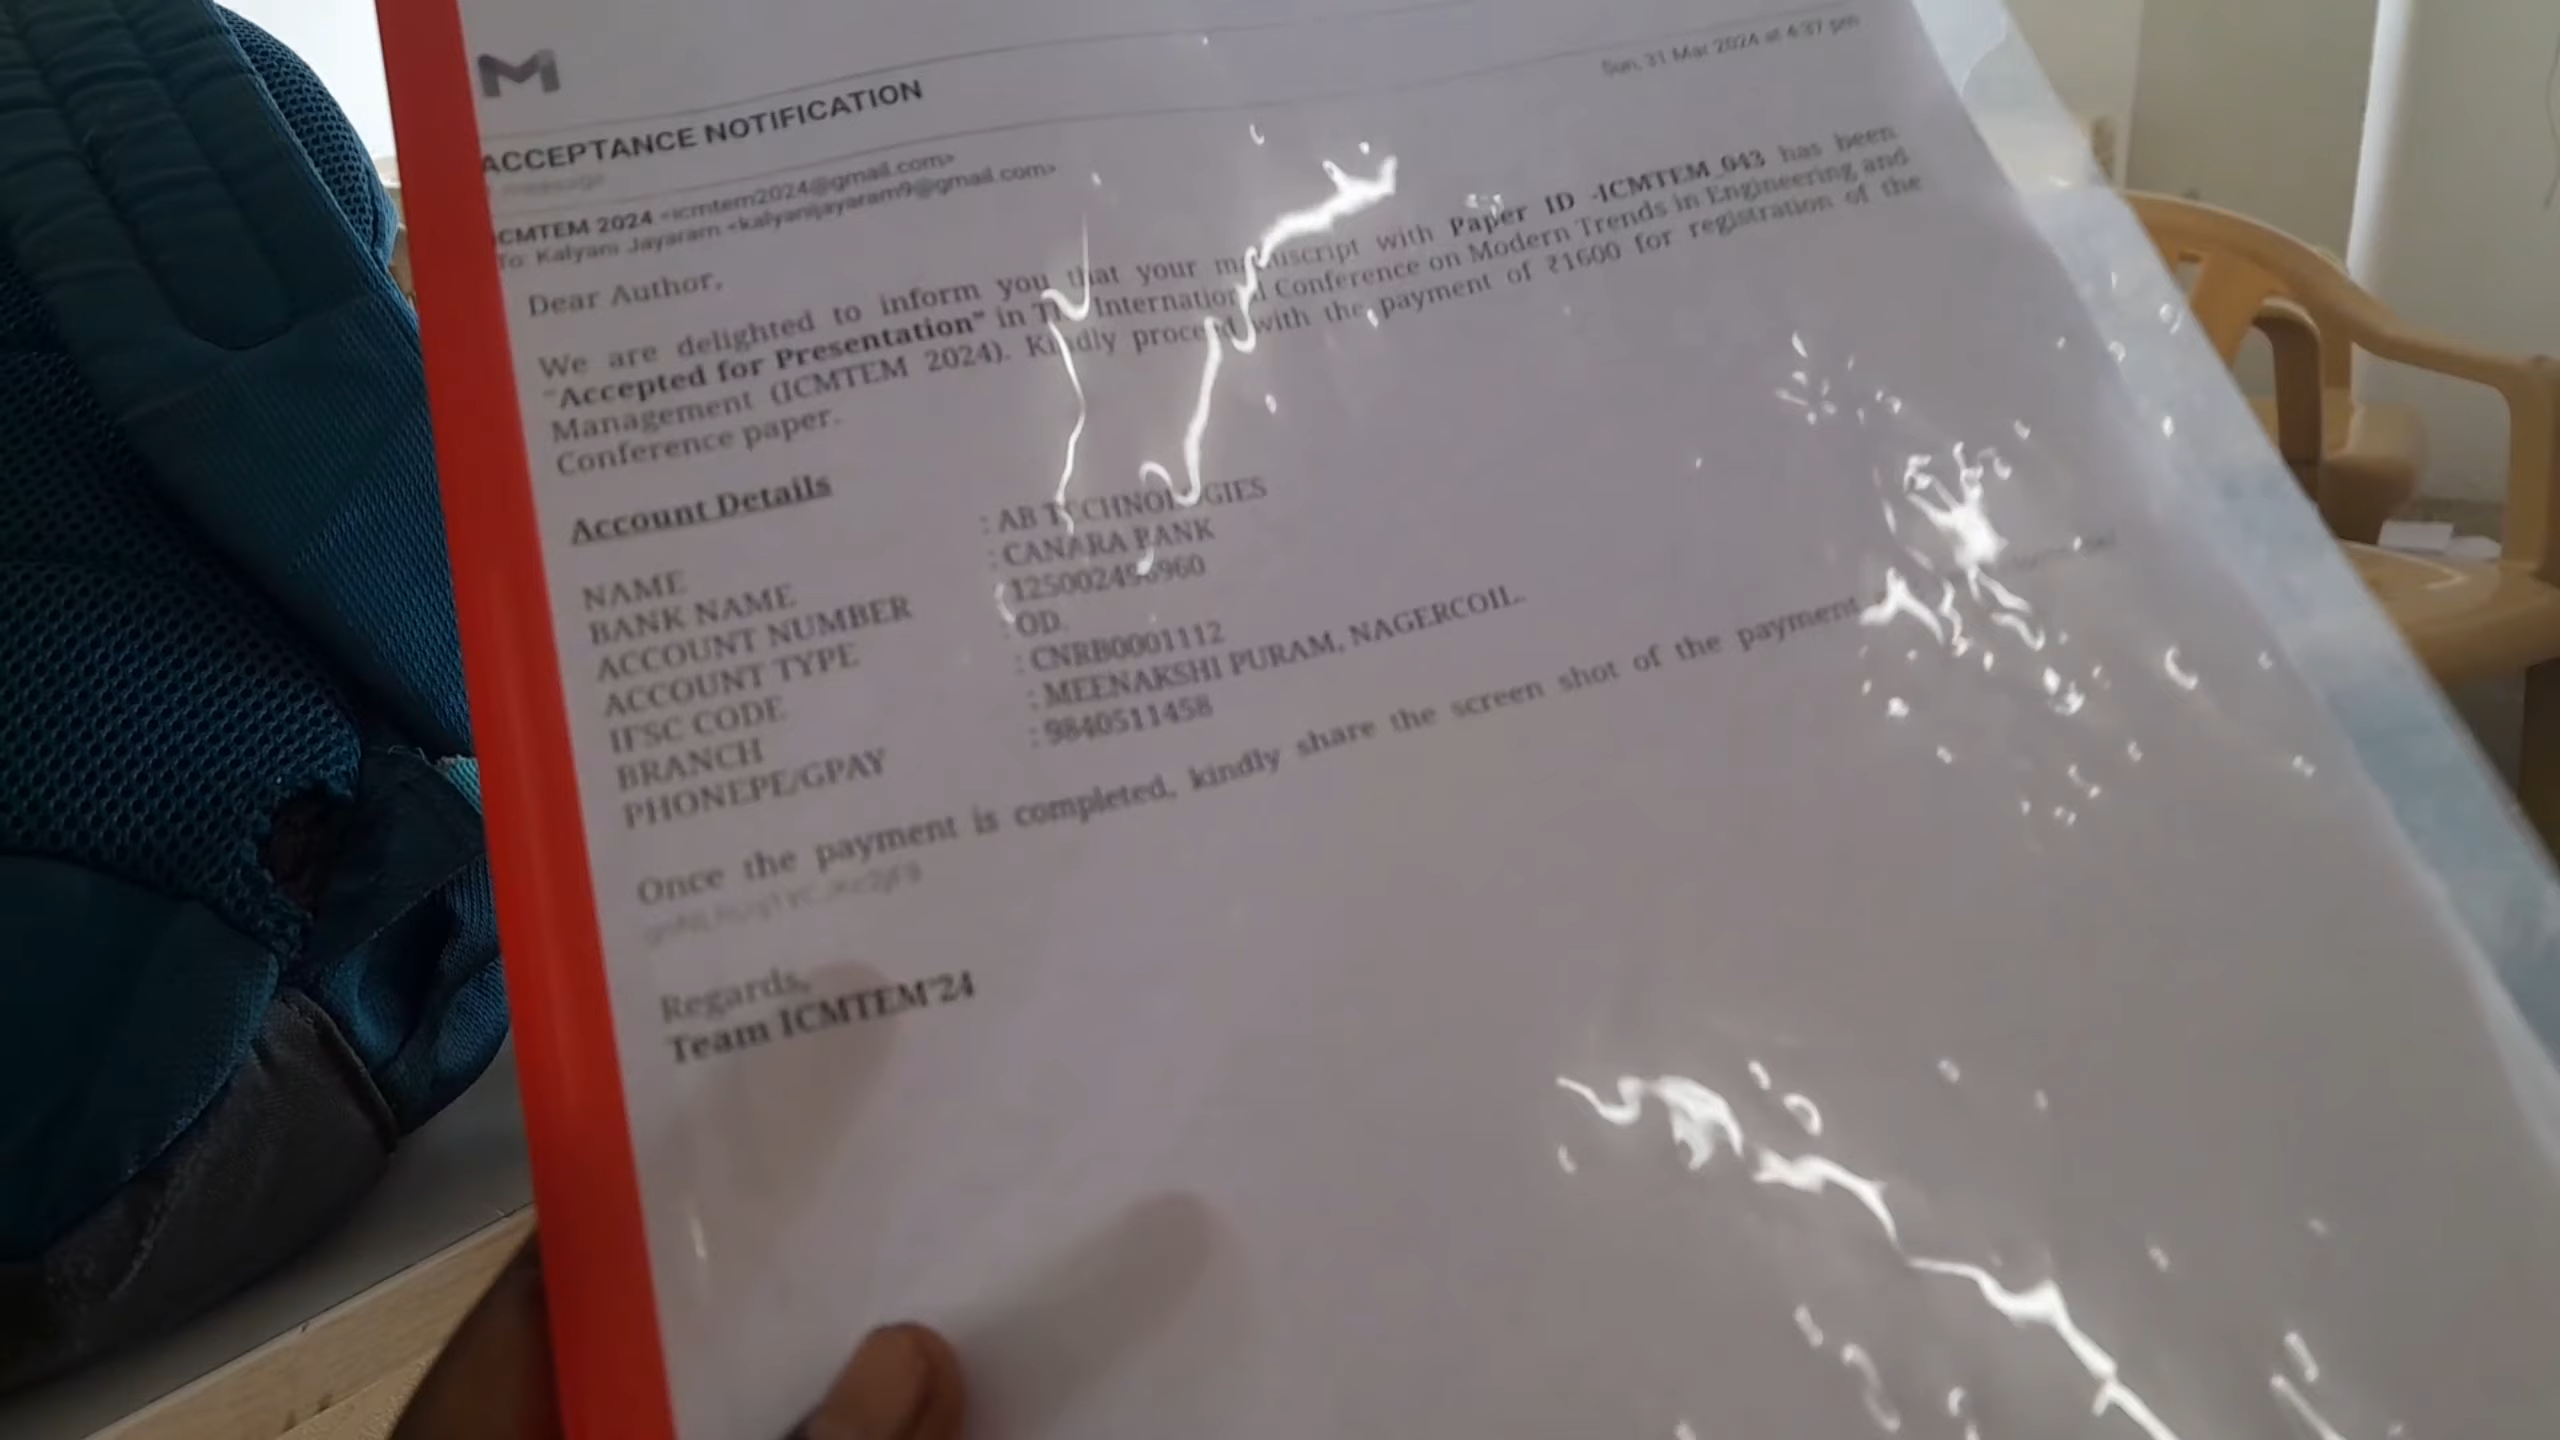 M
ACCEPTANCE NOTIFICATION
Sun, 31 Mar 2024 at 4:37 pm
message
ICMTEM 2024 <icmtem2024@gmail.com>
To: Kalyani Jayaram <kalyanijayaram9@gmail.com>
Dear Author,
We are delighted to inform you that your manuscript with Paper ID -ICMTEM_043 has been
"Accepted for Presentation" in The International Conference on Modern Trends in Engineering and
Management (ICMTEM 2024). Kindly proceed with the payment of ₹1600 for registration of the
Conference paper.
Account Details
NAME : AB TECHNOLOGIES
BANK NAME : CANARA BANK
ACCOUNT NUMBER :
ACCOUNT TYPE : OD.
IFSC CODE : CNRB0001112
BRANCH : MEENAKSHI PURAM, NAGERCOIL.
PHONEPE/GPAY : 9840511458
Once the payment is completed, kindly share the screen shot of the payment
Regards,
Team ICMTEM'24